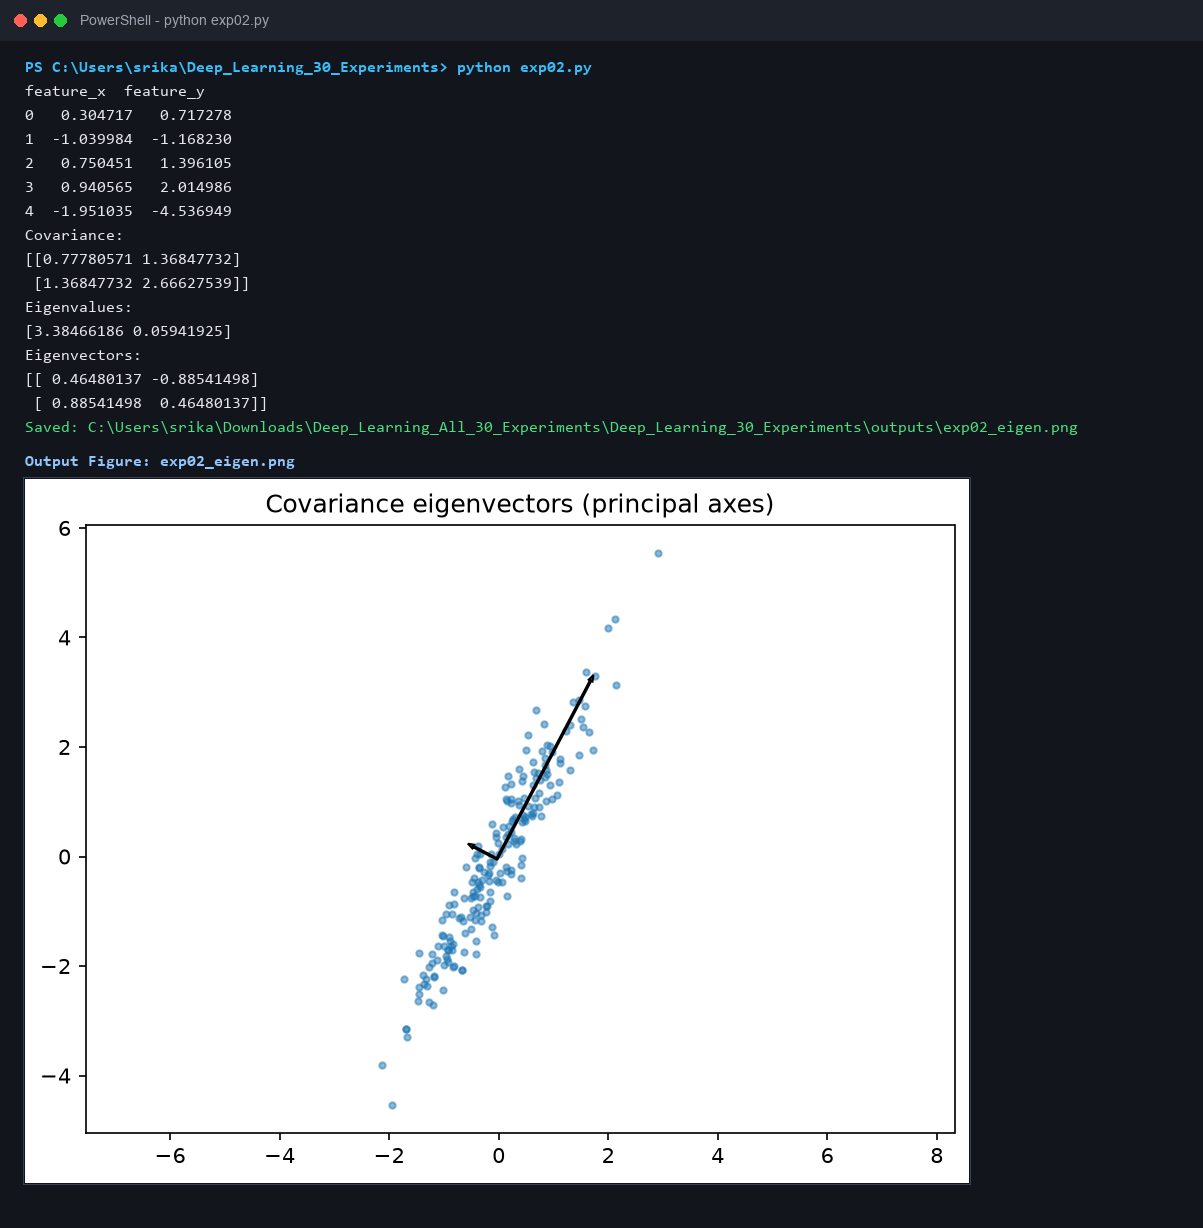 PowerShell - python exp02.py
PS C:\Users\srika\Deep_Learning_30_Experiments> python exp02.py
feature_x  feature_y
0   0.304717   0.717278
1  -1.039984  -1.168230
2   0.750451   1.396105
3   0.940565   2.014986
4  -1.951035  -4.536949
Covariance:
[[0.77780571 1.36847732]
 [1.36847732 2.66627539]]
Eigenvalues:
[3.38466186 0.05941925]
Eigenvectors:
[[ 0.46480137 -0.88541498]
 [ 0.88541498  0.46480137]]
Saved: C:\Users\srika\Downloads\Deep_Learning_All_30_Experiments\Deep_Learning_30_Experiments\outputs\exp02_eigen.png
Output Figure: exp02_eigen.png
Covariance eigenvectors (principal axes)
6
4
2
0
−2
−4
−6 −4 −2 0 2 4 6 8